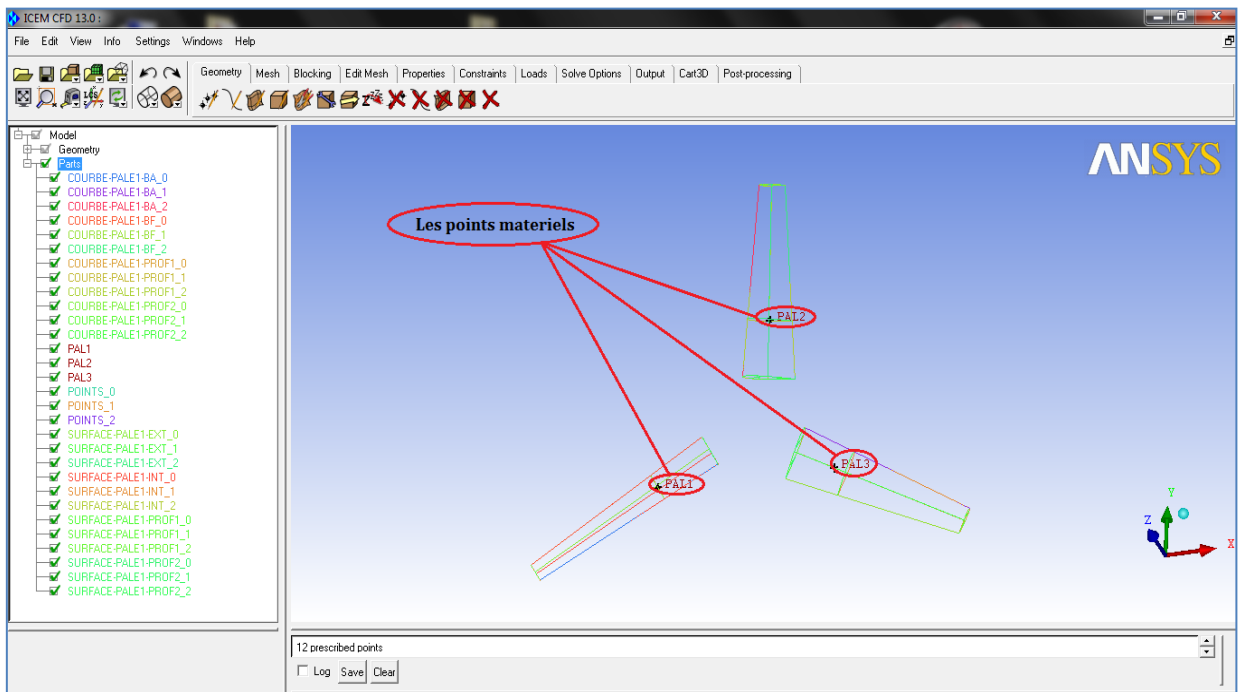 ICEM CFD 13.0 :
File Edit View Info Settings Windows Help
Geometry Mesh Blocking Edit Mesh Properties Constraints Loads Solve Options Output Cart3D Post-processing
Model
Geometry
Parts
COURBE-PALE1-BA_0
COURBE-PALE1-BA_1
COURBE-PALE1-BA_2
COURBE-PALE1-BF_0
COURBE-PALE1-BF_1
COURBE-PALE1-BF_2
COURBE-PALE1-PROF1_0
COURBE-PALE1-PROF1_1
COURBE-PALE1-PROF1_2
COURBE-PALE1-PROF2_0
COURBE-PALE1-PROF2_1
COURBE-PALE1-PROF2_2
PAL1
PAL2
PAL3
POINTS_0
POINTS_1
POINTS_2
SURFACE-PALE1-EXT_0
SURFACE-PALE1-EXT_1
SURFACE-PALE1-EXT_2
SURFACE-PALE1-INT_0
SURFACE-PALE1-INT_1
SURFACE-PALE1-INT_2
SURFACE-PALE1-PROF1_0
SURFACE-PALE1-PROF1_1
SURFACE-PALE1-PROF1_2
SURFACE-PALE1-PROF2_0
SURFACE-PALE1-PROF2_1
SURFACE-PALE1-PROF2_2
ANSYS
Les points materiels
PAL2
PAL3
PAL1
Y
Z
X
12 prescribed points
Log Save Clear